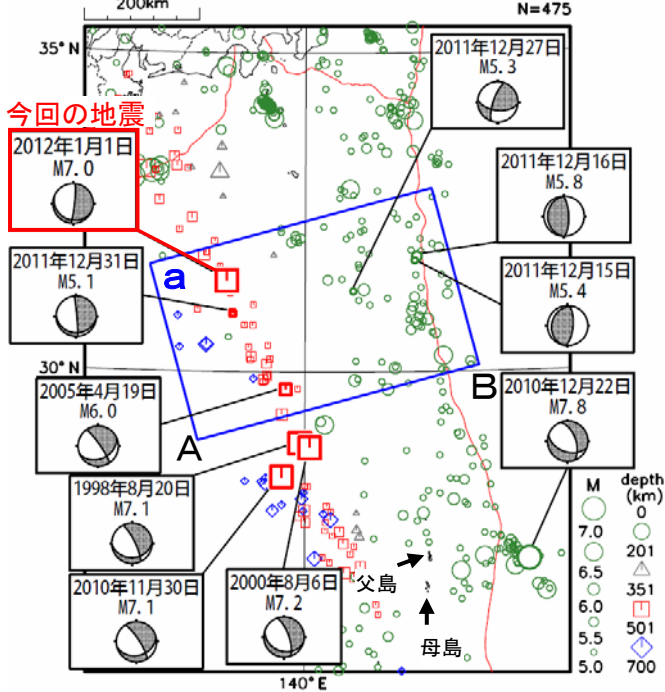 200km
N=475
35°N
2011年12月27日
M5.3
今回の地震
2012年1月1日
M7.0
2011年12月16日
M5.8
a
2011年12月31日
M5.1
2011年12月15日
M5.4
30°N
2005年4月19日
M6.0
A
B
2010年12月22日
M7.8
1998年8月20日
M7.1
2010年11月30日
M7.1
2000年8月6日
M7.2
父島
母島
140°E
M
7.0
6.5
6.0
5.5
5.0
depth
(km)
0
201
351
501
700